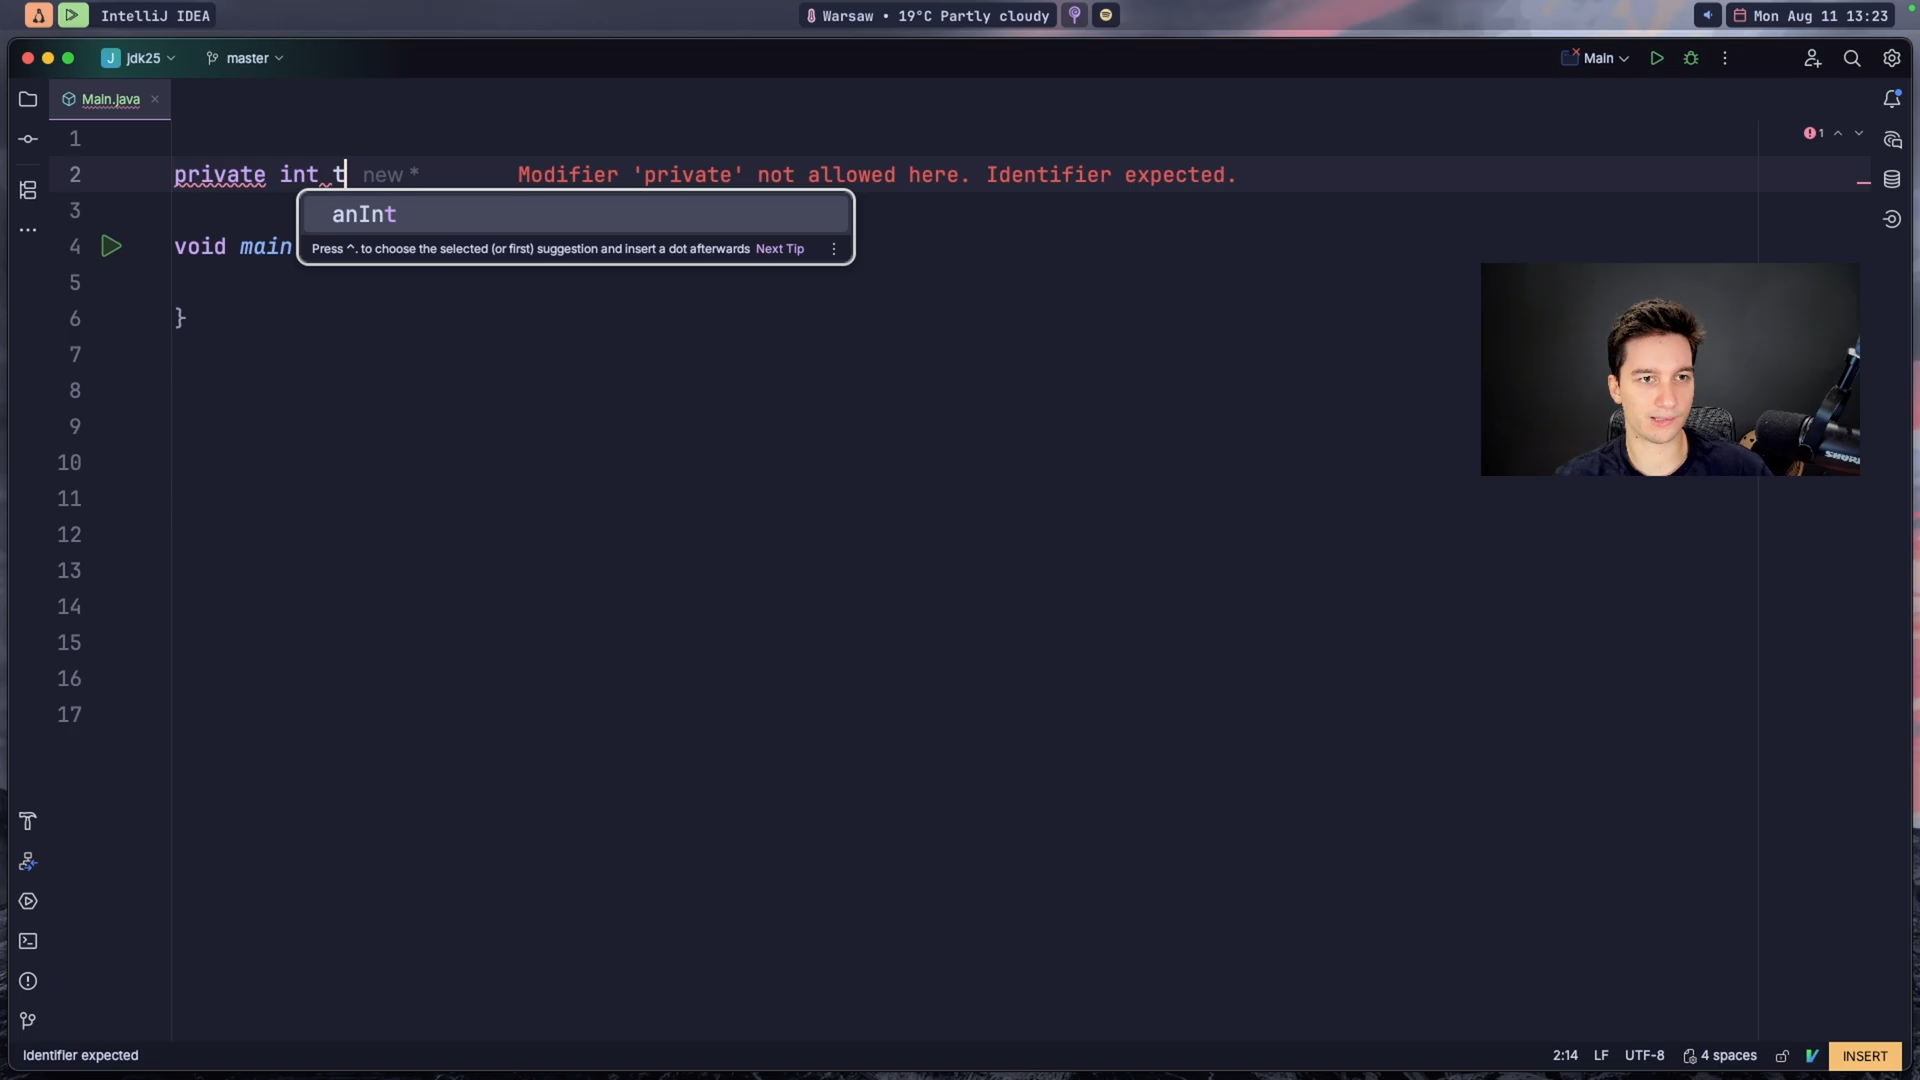 IntelliJ IDEA
Warsaw • 19°C Partly cloudy
Mon Aug 11 13:23
J jdk25
master
Main
Main.java
1
1
2 private int t new * Modifier 'private' not allowed here. Identifier expected.
anInt
Press ^. to choose the selected (or first) suggestion and insert a dot afterwards Next Tip
3
4 void main
5
6 }
7
8
9
10
11
12
13
14
15
16
17
SHURE
Identifier expected
2:14 LF UTF-8 4 spaces INSERT